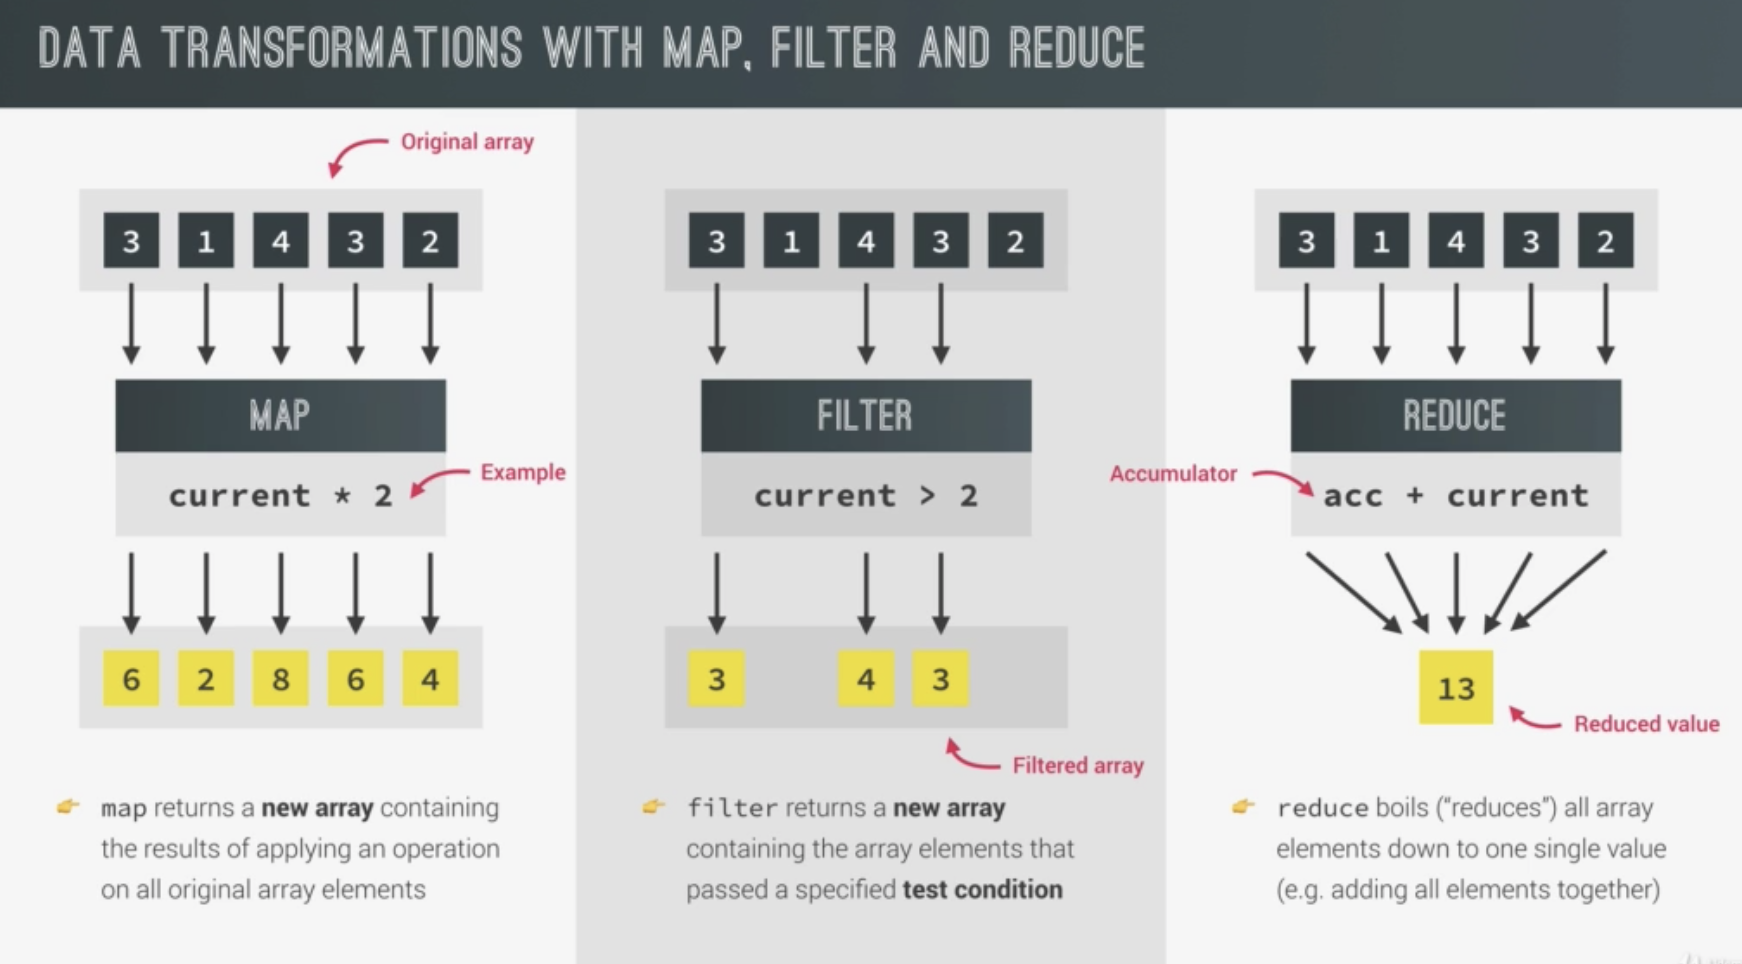 DATA TRANSFORMATIONS WITH MAP, FILTER AND REDUCE
Original array
3 1 4 3 2
MAP
current * 2
Example
6 2 8 6 4
map returns a new array containing
the results of applying an operation
on all original array elements
3 1 4 3 2
FILTER
current > 2
3 4 3
Filtered array
filter returns a new array
containing the array elements that
passed a specified test condition
3 1 4 3 2
REDUCE
Accumulator
acc + current
13
Reduced value
reduce boils (“reduces”) all array
elements down to one single value
(e.g. adding all elements together)